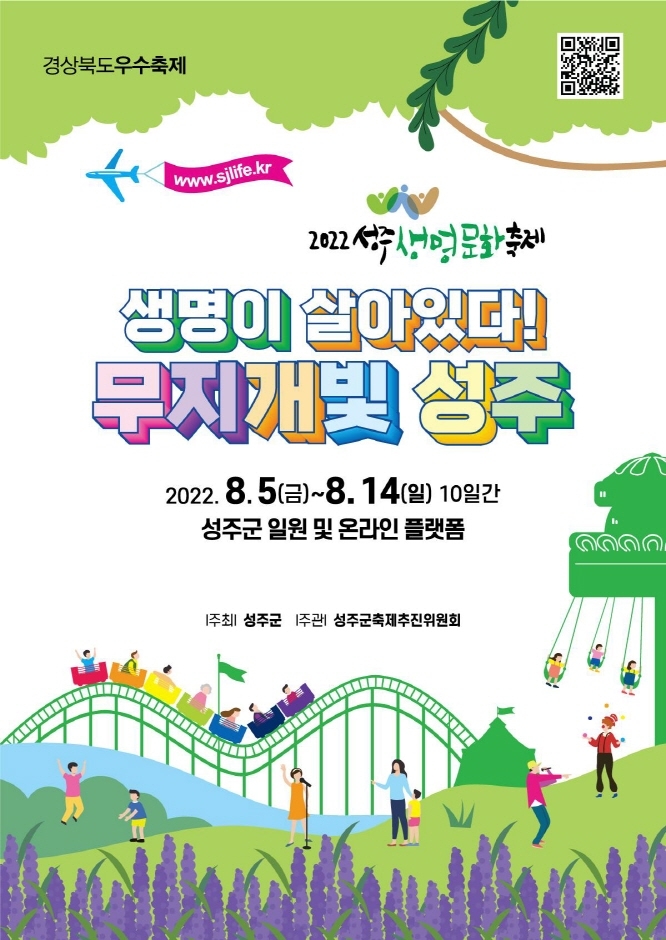 경상북도우수축제
www.sjlife.kr
2022 성주생명문화축제
생명이 살아있다!
무지개빛 성주
2022. 8. 5(금)~8. 14(일) 10일간
성주군 일원 및 온라인 플랫폼
|주최| 성주군 |주관| 성주군축제추진위원회